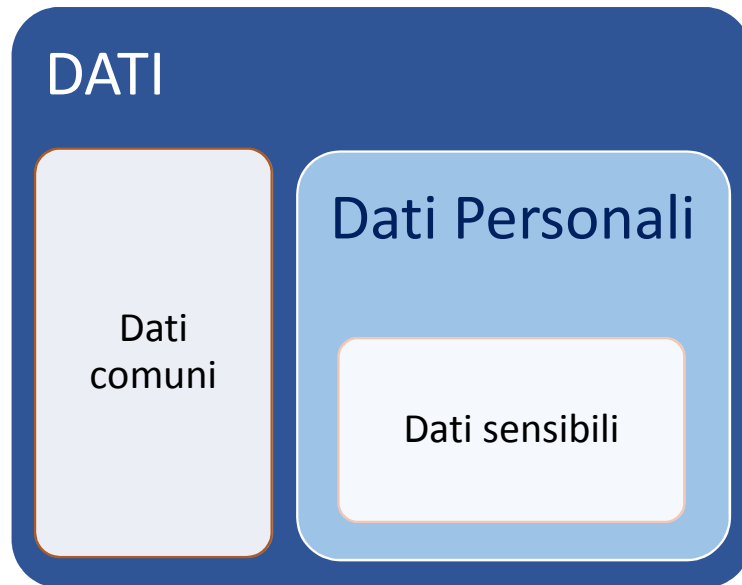 DATI
Dati Personali
Dati
comuni
Dati sensibili